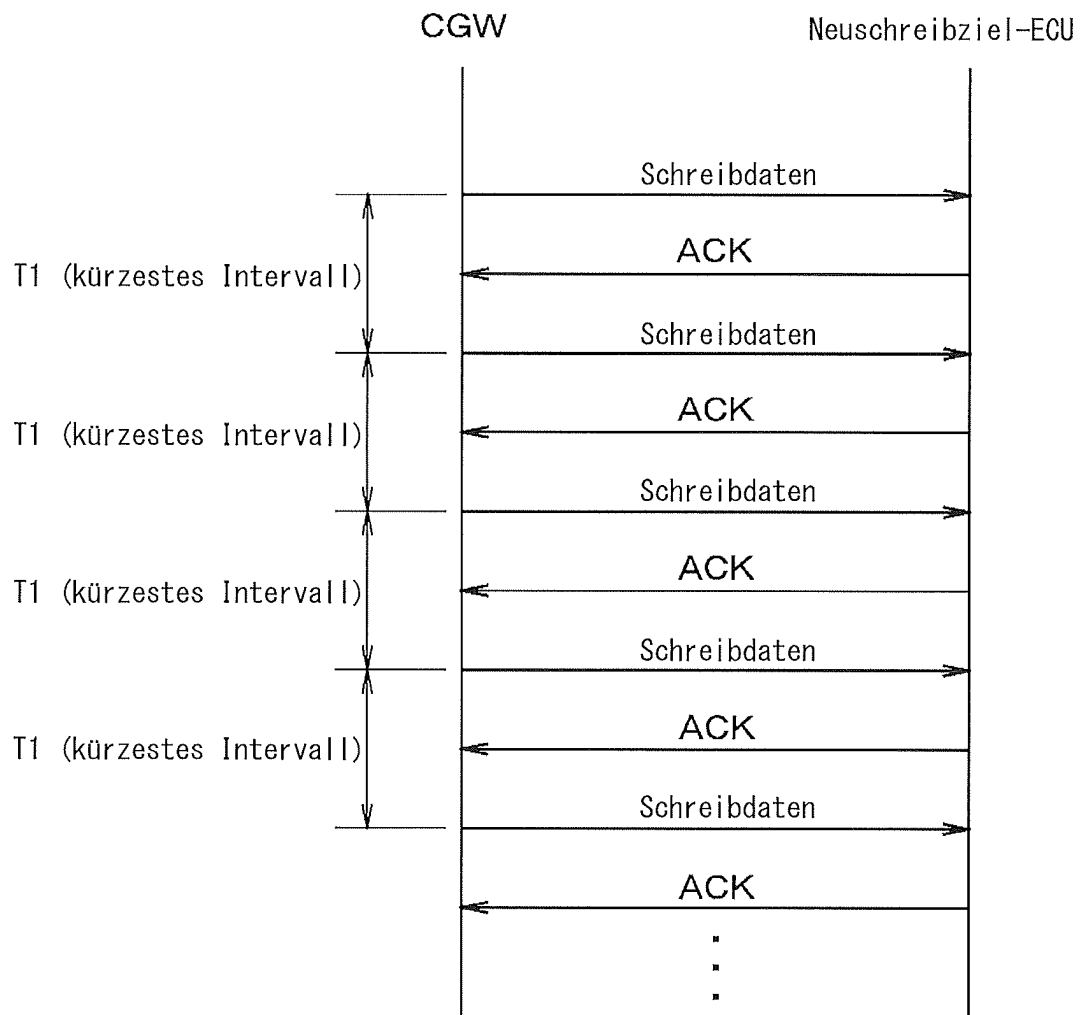 CGW
Neuschreibziel-ECU
Schreibdaten
ACK
T1 (kürzestes Intervall)
Schreibdaten
ACK
T1 (kürzestes Intervall)
Schreibdaten
ACK
T1 (kürzestes Intervall)
Schreibdaten
ACK
T1 (kürzestes Intervall)
Schreibdaten
ACK